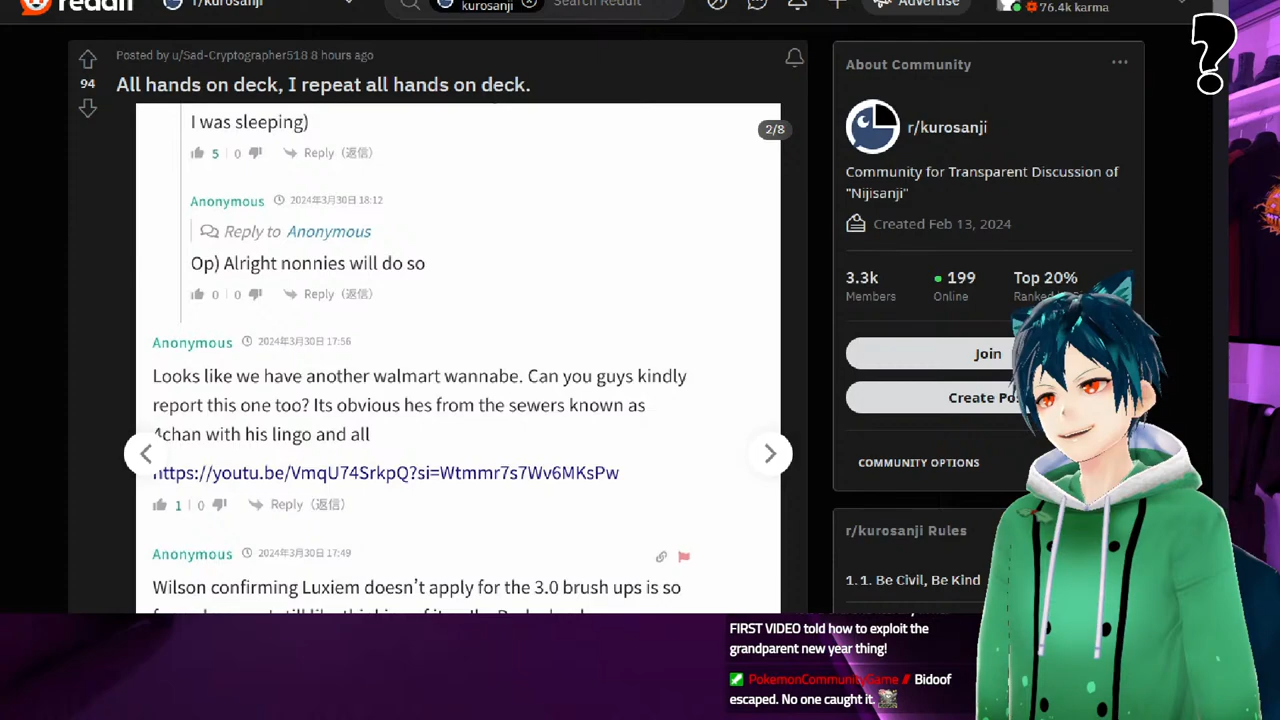 reddit
r/kurosanji
kurosanji
Search Reddit
Advertise
76.4k karma
Posted by u/Sad-Cryptographer518 8 hours ago
94
All hands on deck, I repeat all hands on deck.
2/8
I was sleeping)
5 | 0 Reply (返信)
Anonymous 2024年3月30日 18:12
Reply to Anonymous
Op) Alright nonnies will do so
0 | 0 Reply (返信)
Anonymous 2024年3月30日 17:56
Looks like we have another walmart wannabe. Can you guys kindly
report this one too? Its obvious hes from the sewers known as
4chan with his lingo and all
https://youtu.be/VmqU74SrkpQ?si=Wtmmr7s7Wv6MKsPw
1 | 0 Reply (返信)
Anonymous 2024年3月30日 17:49
Wilson confirming Luxiem doesn't apply for the 3.0 brush ups is so
About Community
r/kurosanji
Community for Transparent Discussion of
"Nijisanji"
Created Feb 13, 2024
3.3k 199 Top 20%
Members Online Ranked
Join
Create Po
COMMUNITY OPTIONS
r/kurosanji Rules
1. 1. Be Civil, Be Kind
FIRST VIDEO told how to exploit the
grandparent new year thing!
PokemonCommunityGame Bidoof
escaped. No one caught it.